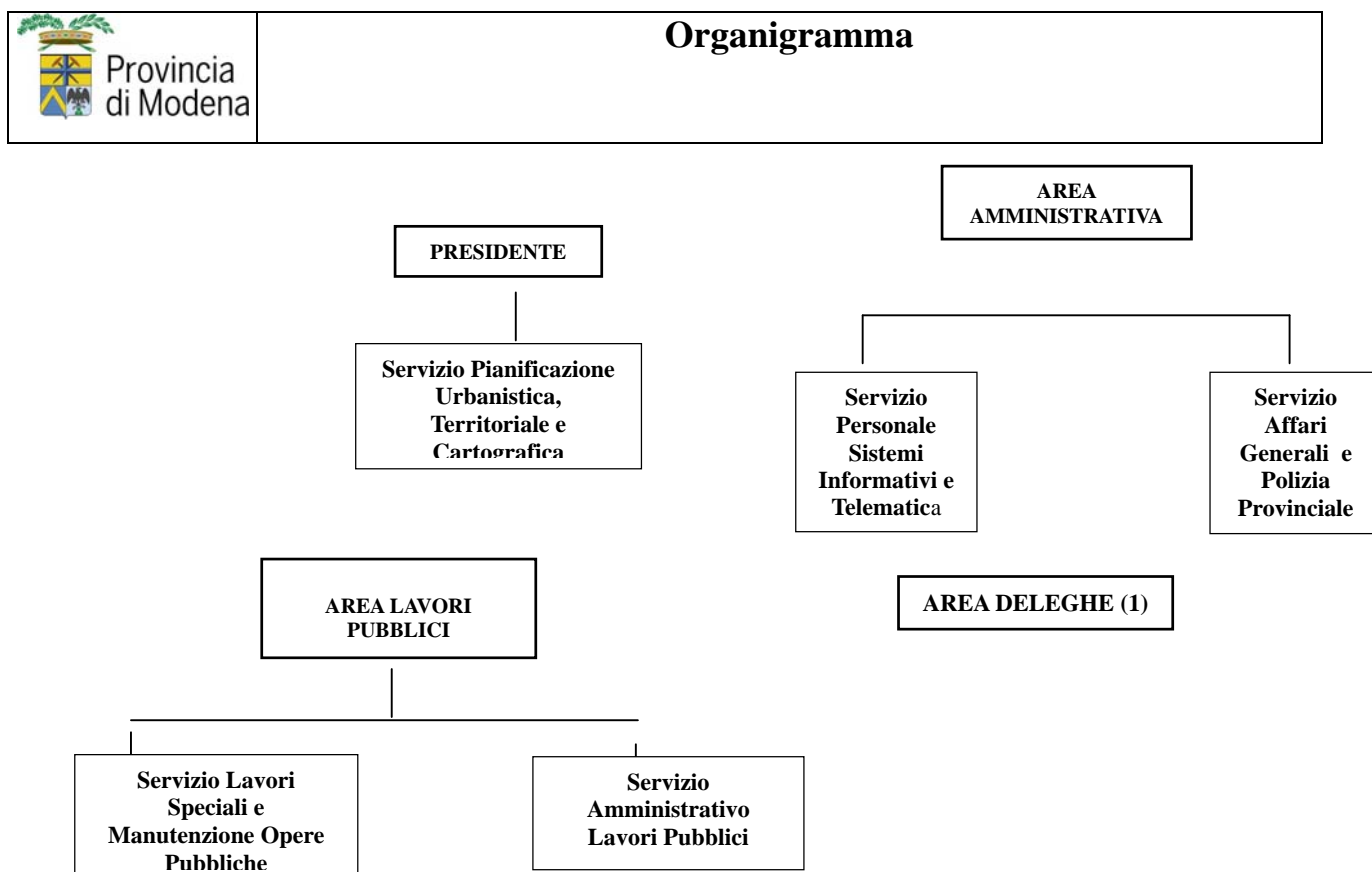 Provincia
di Modena
Organigramma
AREA
AMMINISTRATIVA
PRESIDENTE
Servizio Pianificazione
Urbanistica,
Territoriale e
Cartografica
Servizio
Personale
Sistemi
Informativi e
Telematica
Servizio
Affari
Generali e
Polizia
Provinciale
AREA LAVORI
PUBBLICI
AREA DELEGHE (1)
Servizio Lavori
Speciali e
Manutenzione Opere
Pubbliche
Servizio
Amministrativo
Lavori Pubblici